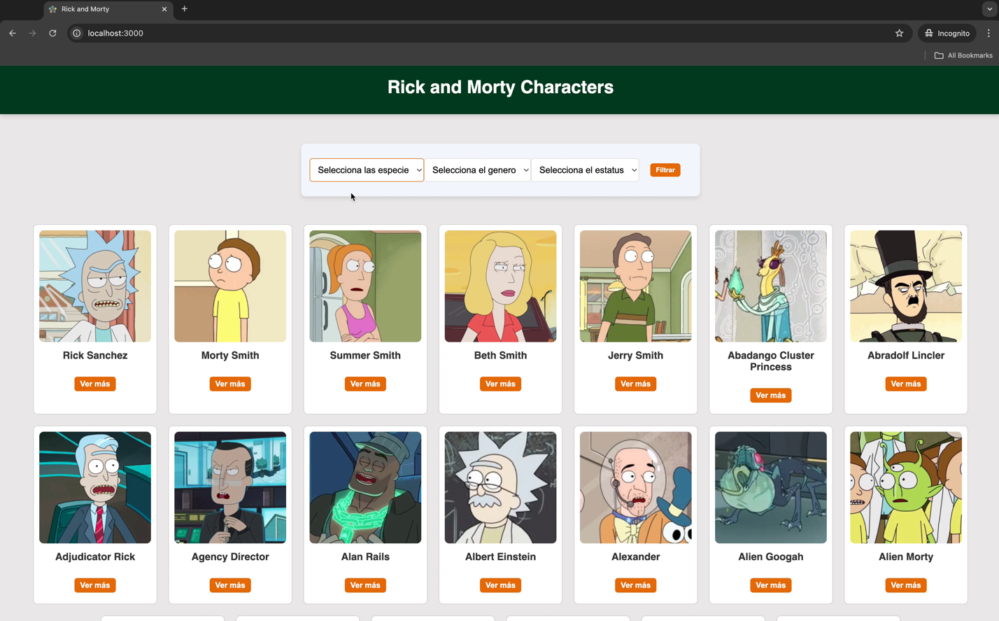 Rick and Morty
localhost:3000
Incognito
All Bookmarks
Rick and Morty Characters
Selecciona las especie
Selecciona el genero
Selecciona el estatus
Filtrar
Rick Sanchez
Morty Smith
Summer Smith
Beth Smith
Jerry Smith
Abadango Cluster
Princess
Abradolf Lincler
Ver más
Ver más
Ver más
Ver más
Ver más
Ver más
Ver más
Adjudicator Rick
Agency Director
Alan Rails
Albert Einstein
Alexander
Alien Googah
Alien Morty
Ver más
Ver más
Ver más
Ver más
Ver más
Ver más
Ver más